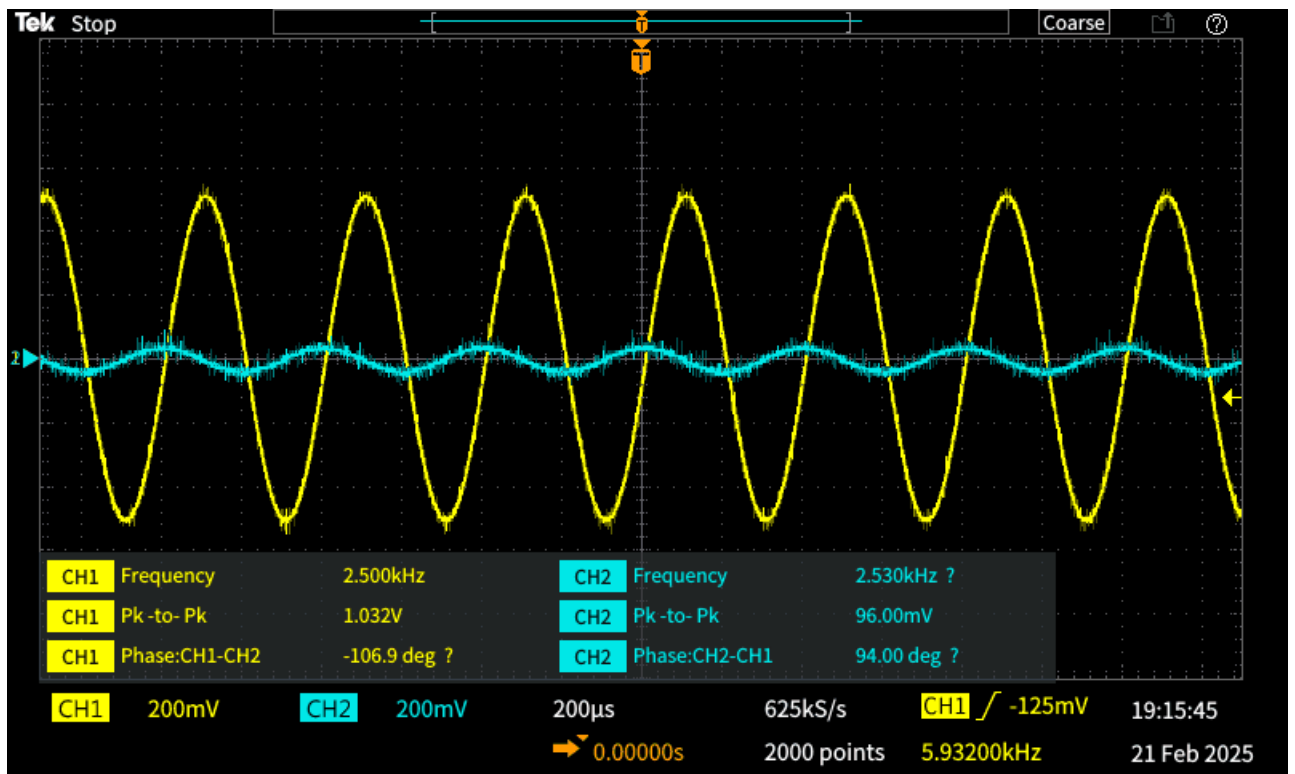 Tek Stop T Coarse ?
T
2
CH1 Frequency 2.500kHz CH2 Frequency 2.530kHz ?
CH1 Pk-to-Pk 1.032V CH2 Pk-to-Pk 96.00mV
CH1 Phase:CH1-CH2 -106.9 deg ? CH2 Phase:CH2-CH1 94.00 deg ?
CH1 200mV CH2 200mV 200µs 625kS/s CH1 -125mV 19:15:45
0.00000s 2000 points 5.93200kHz 21 Feb 2025